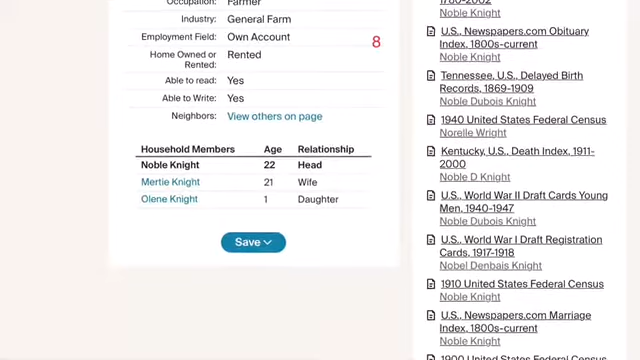 Occupation: Farmer
Industry: General Farm
Employment Field: Own Account
8
Home Owned or Rented: Rented
Able to read: Yes
Able to Write: Yes
Neighbors: View others on page
Household Members Age Relationship
Noble Knight 22 Head
Mertie Knight 21 Wife
Olene Knight 1 Daughter
Save
Noble Knight
U.S., Newspapers.com Obituary
Index, 1800s-current
Noble Knight
Tennessee, U.S., Delayed Birth
Records, 1869-1909
Noble Dubois Knight
1940 United States Federal Census
Norelle Wright
Kentucky, U.S., Death Index, 1911-
2000
Noble D Knight
U.S., World War II Draft Cards Young
Men, 1940-1947
Noble Dubois Knight
U.S., World War I Draft Registration
Cards, 1917-1918
Nobel Denbais Knight
1910 United States Federal Census
Noble Knight
U.S., Newspapers.com Marriage
Index, 1800s-current
Noble Knight
1900 United States Federal Census